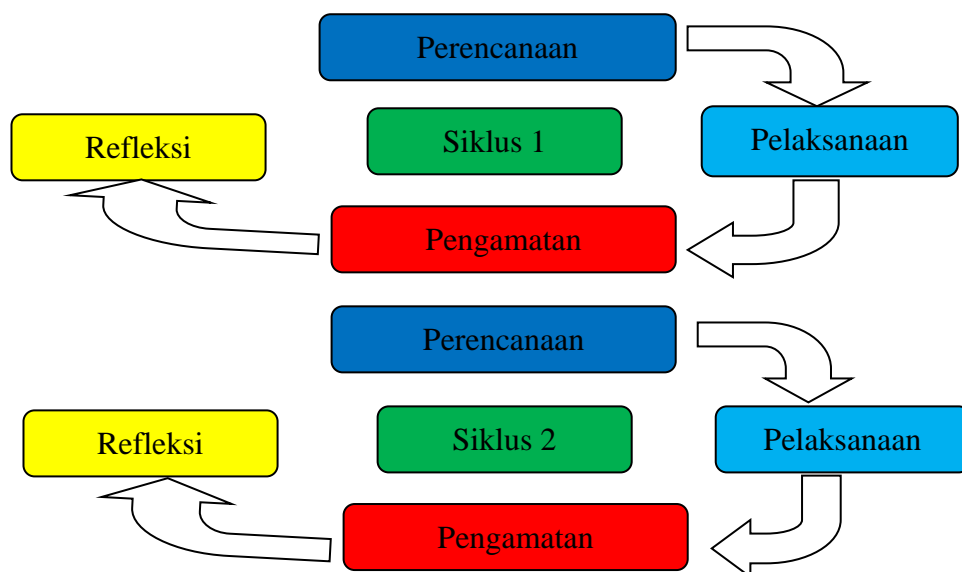 Perencanaan
Refleksi
Siklus 1
Pelaksanaan
Pengamatan
Perencanaan
Refleksi
Siklus 2
Pelaksanaan
Pengamatan